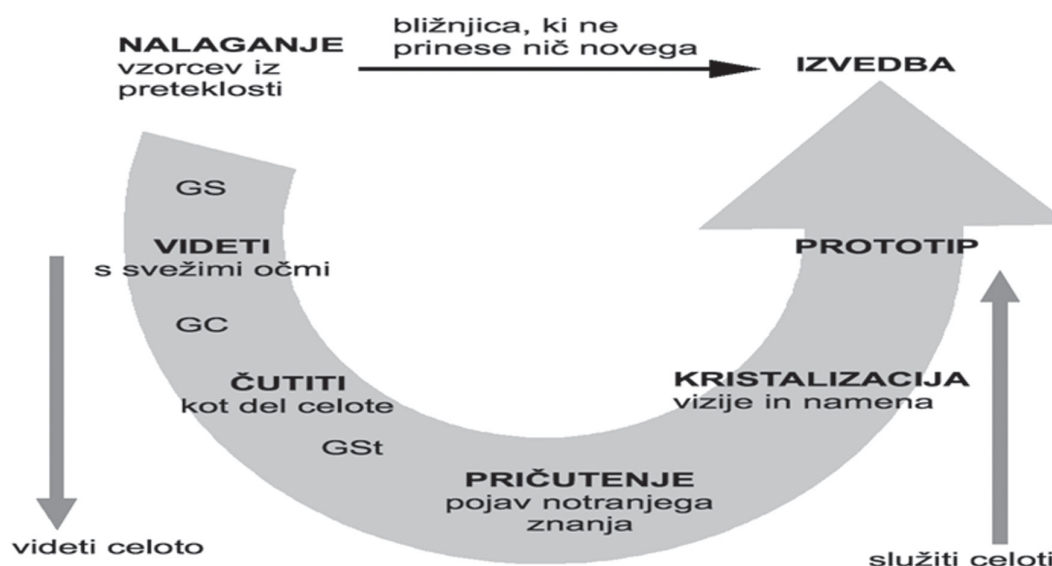 NALAGANJE
vzorcev iz
preteklosti
bližnjica, ki ne
prinese nič novega
IZVEDBA
GS
VIDETI
s svežimi očmi
GC
ČUTITI
kot del celote
GSt
PRIČUTENJE
pojav notranjega
znanja
KRISTALIZACIJA
vizije in namena
PROTOTIP
videti celoto
služiti celoti